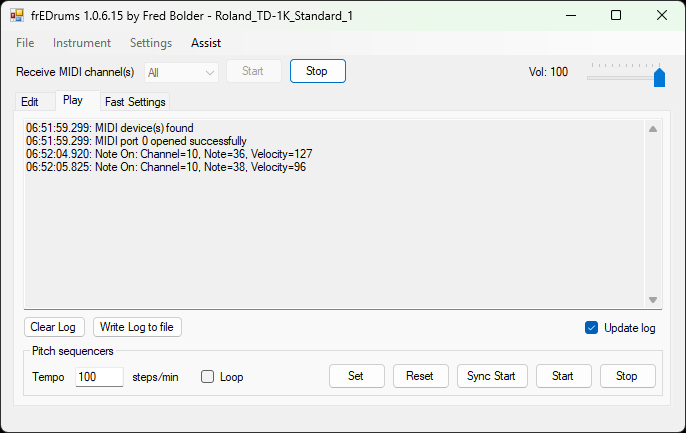 frEDrums 1.0.6.15 by Fred Bolder - Roland_TD-1K_Standard_1
File Instrument Settings Assist
Receive MIDI channel(s) All Start Stop Vol: 100
Edit Play Fast Settings
06:51:59.299: MIDI device(s) found
06:51:59.299: MIDI port 0 opened successfully
06:52:04.920: Note On: Channel=10, Note=36, Velocity=127
06:52:05.825: Note On: Channel=10, Note=38, Velocity=96
Clear Log Write Log to file Update log
Pitch sequencers
Tempo 100 steps/min Loop Set Reset Sync Start Start Stop